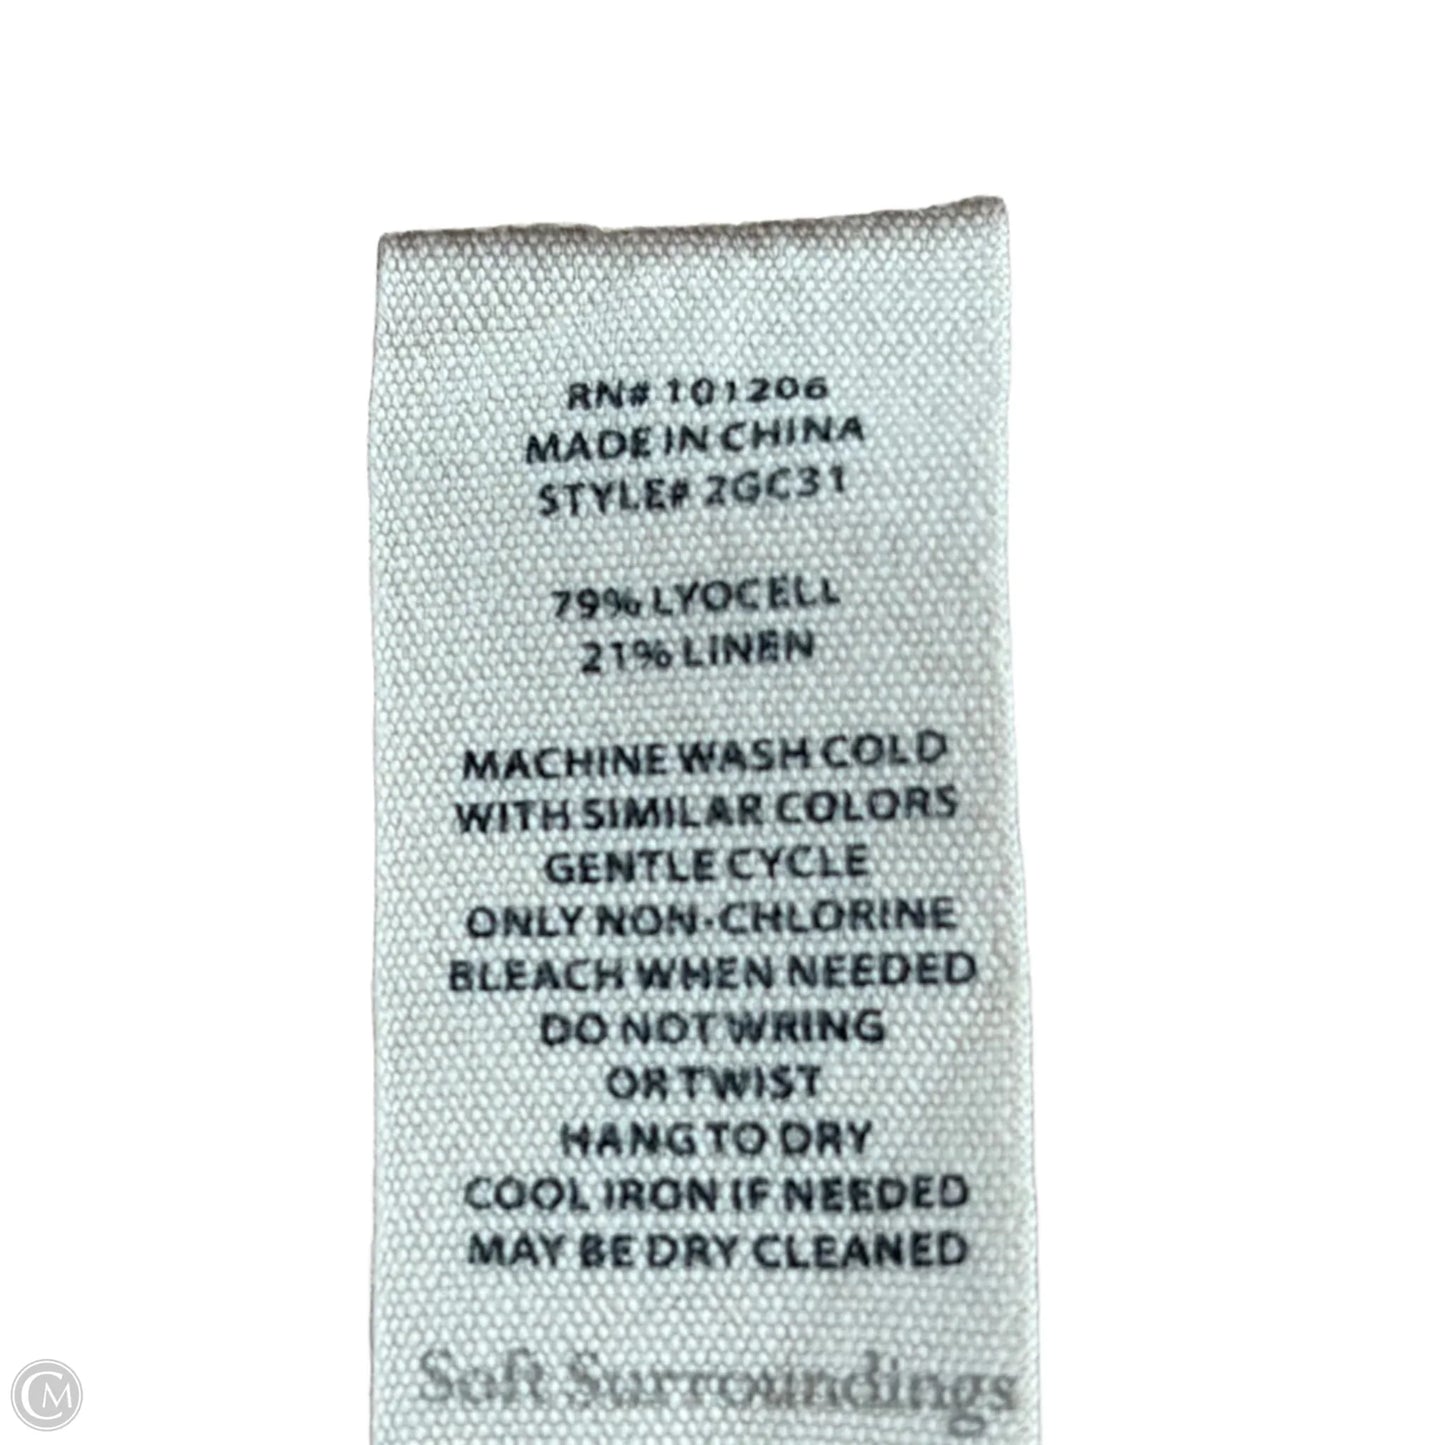 RN# 101206
MADE IN CHINA
STYLE# 2GC31
79% LYOCELL
21% LINEN
MACHINE WASH COLD
WITH SIMILAR COLORS
GENTLE CYCLE
ONLY NON-CHLORINE
BLEACH WHEN NEEDED
DO NOT WRING
OR TWIST
HANG TO DRY
COOL IRON IF NEEDED
MAY BE DRY CLEANED
Soft Surroundings
CM